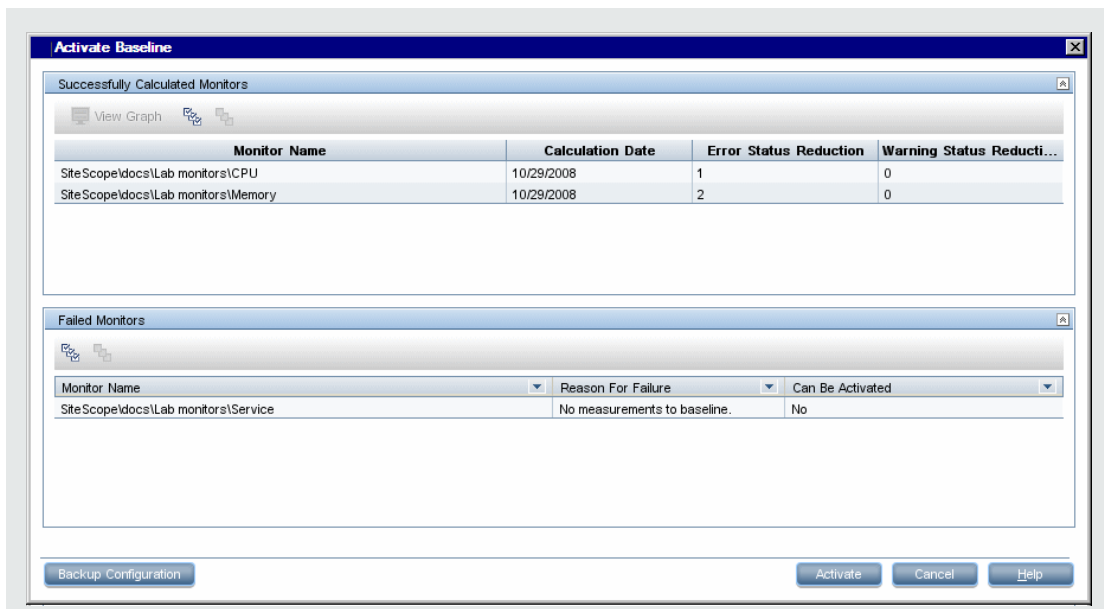 Activate Baseline
Successfully Calculated Monitors
View Graph
Monitor Name Calculation Date Error Status Reduction Warning Status Reducti...
SiteScope\docs\Lab monitors\CPU 10/29/2008 1 0
SiteScope\docs\Lab monitors\Memory 10/29/2008 2 0
Failed Monitors
Monitor Name Reason For Failure Can Be Activated
SiteScope\docs\Lab monitors\Service No measurements to baseline. No
Backup Configuration Activate Cancel Help